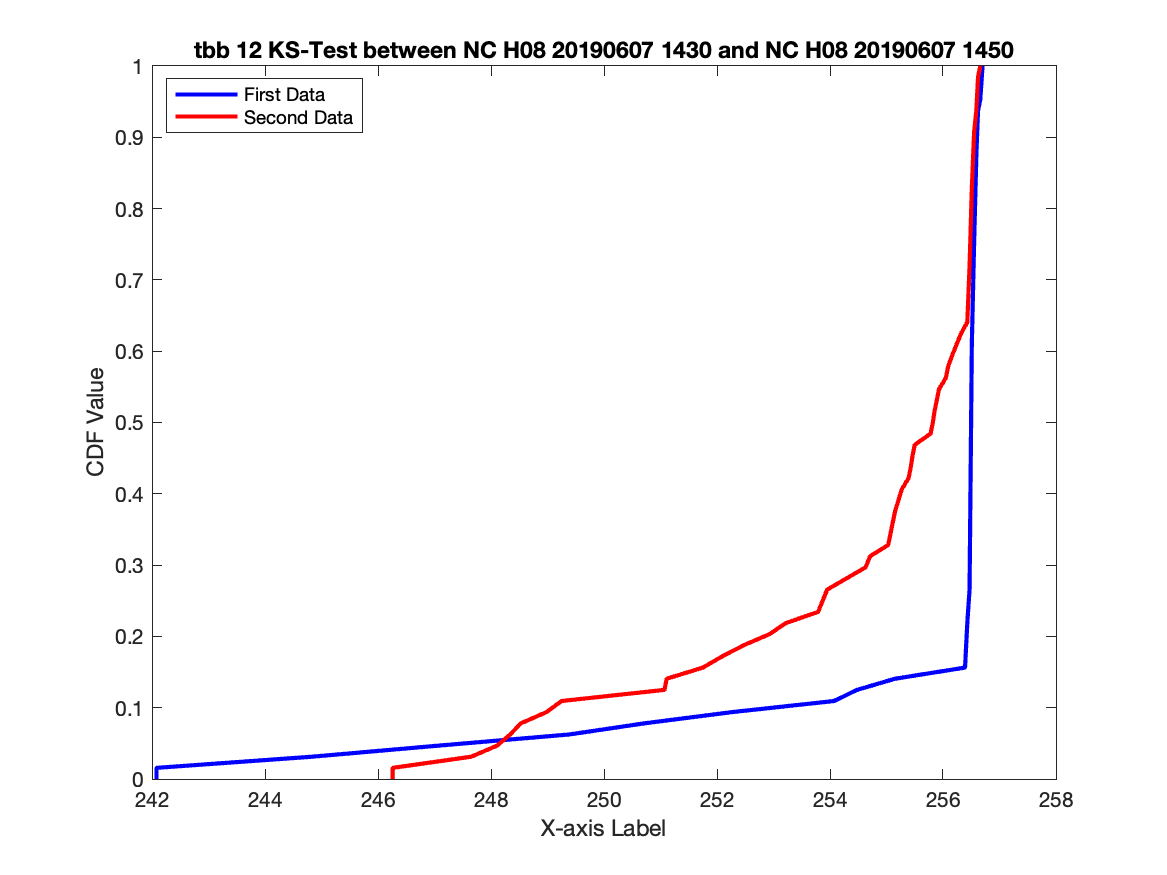 tbb 12 KS-Test between NC H08 20190607 1430 and NC H08 20190607 1450
First Data
Second Data
1
0.9
0.8
0.7
0.6
0.5
0.4
0.3
0.2
0.1
0
CDF Value
242 244 246 248 250 252 254 256 258
X-axis Label